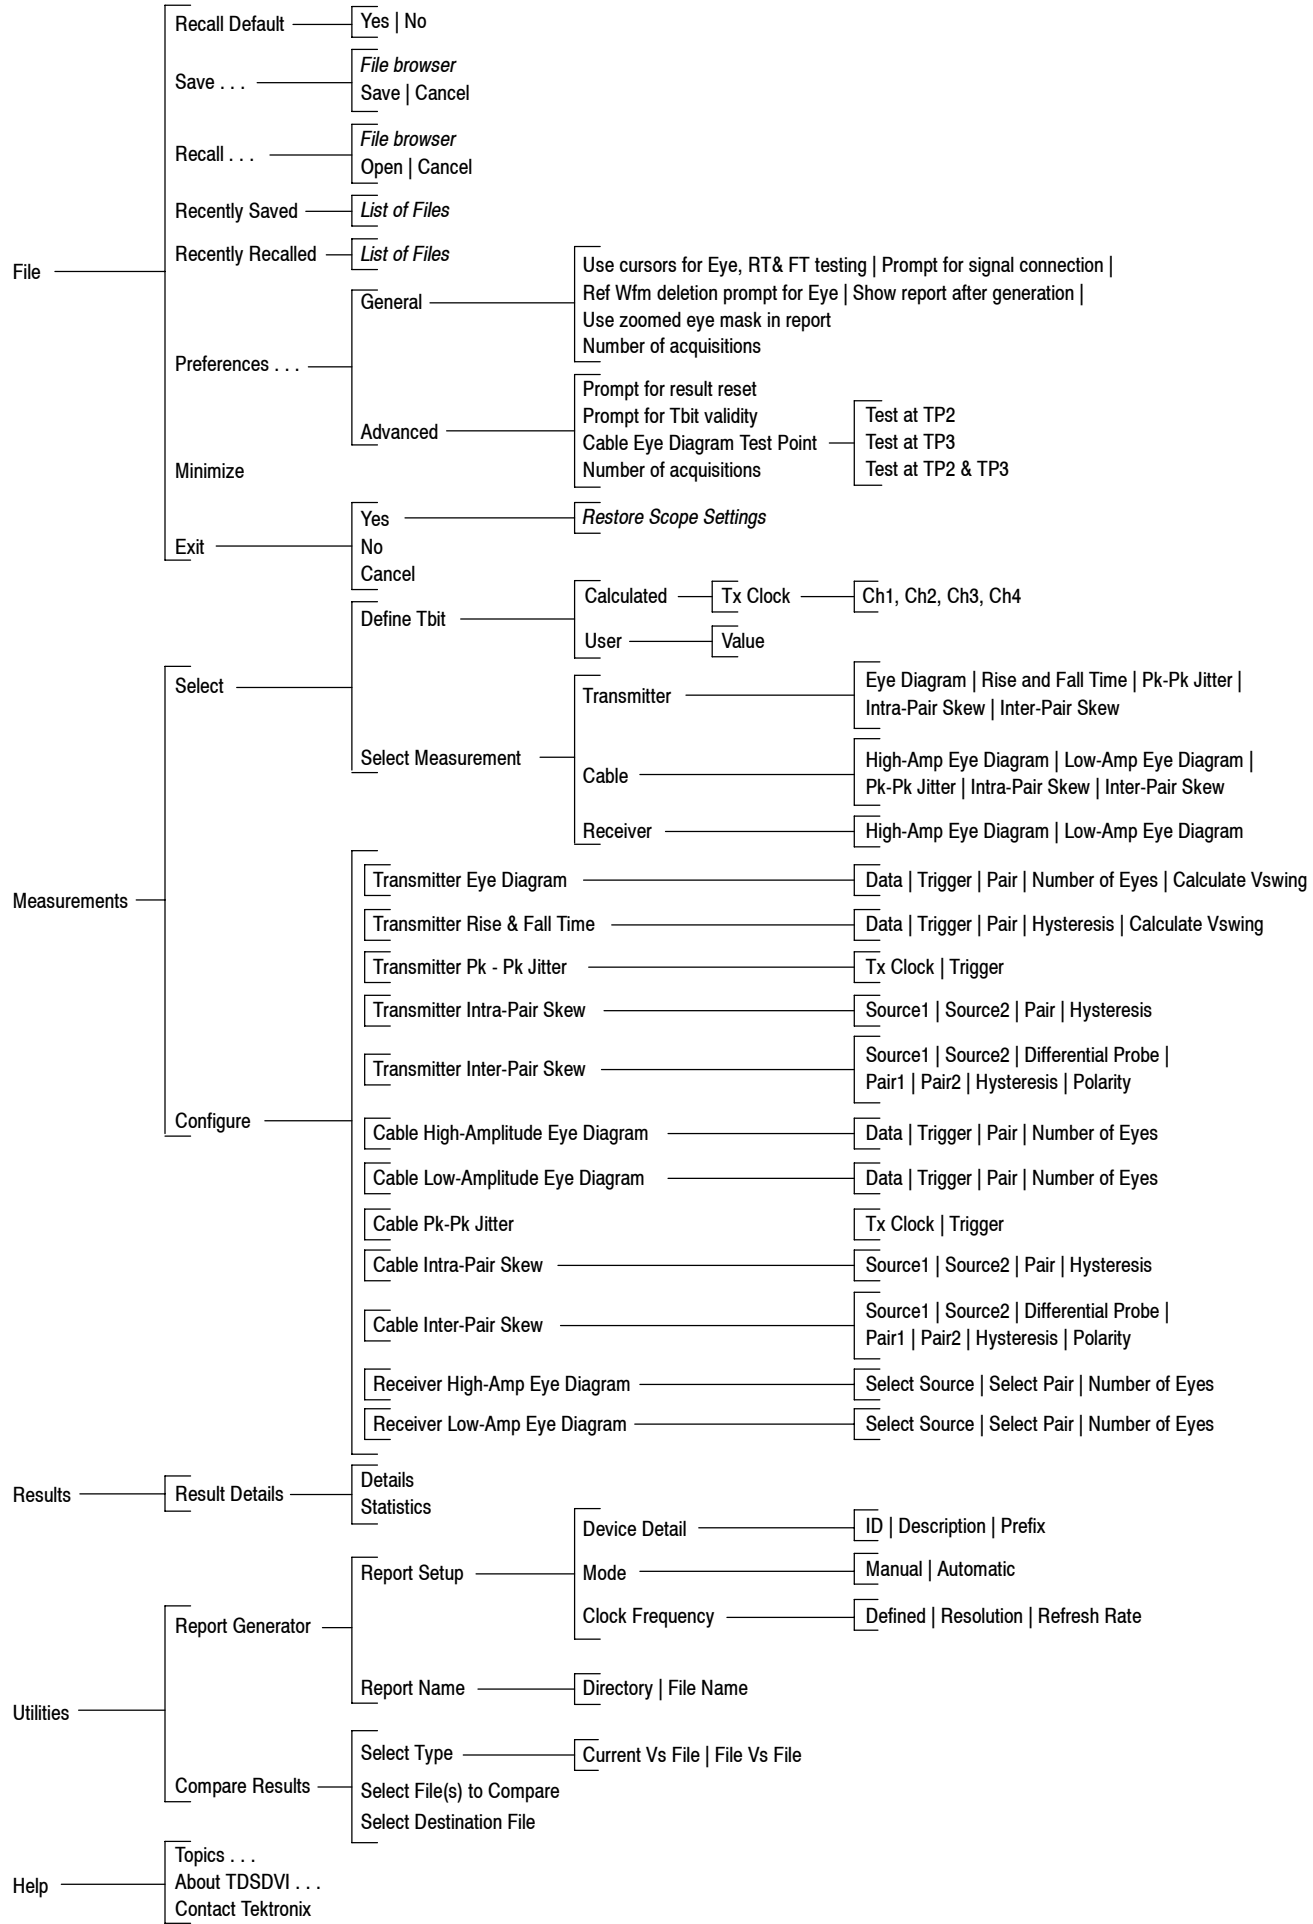 Recall Default
Yes | No
Save . . .
File browser
Save | Cancel
Recall . . .
File browser
Open | Cancel
Recently Saved
List of Files
Recently Recalled
List of Files
File
Preferences . . .
General
Use cursors for Eye, RT& FT testing | Prompt for signal connection |
Ref Wfm deletion prompt for Eye | Show report after generation |
Use zoomed eye mask in report
Number of acquisitions
Advanced
Prompt for result reset
Prompt for Tbit validity
Cable Eye Diagram Test Point
Number of acquisitions
Test at TP2
Test at TP3
Test at TP2 & TP3
Minimize
Exit
Yes
No
Cancel
Restore Scope Settings
Measurements
Select
Define Tbit
Calculated
Tx Clock
Ch1, Ch2, Ch3, Ch4
User
Value
Select Measurement
Transmitter
Eye Diagram | Rise and Fall Time | Pk-Pk Jitter |
Intra-Pair Skew | Inter-Pair Skew
Cable
High-Amp Eye Diagram | Low-Amp Eye Diagram |
Pk-Pk Jitter | Intra-Pair Skew | Inter-Pair Skew
Receiver
High-Amp Eye Diagram | Low-Amp Eye Diagram
Configure
Transmitter Eye Diagram
Data | Trigger | Pair | Number of Eyes | Calculate Vswing
Transmitter Rise & Fall Time
Data | Trigger | Pair | Hysteresis | Calculate Vswing
Transmitter Pk - Pk Jitter
Tx Clock | Trigger
Transmitter Intra-Pair Skew
Source1 | Source2 | Pair | Hysteresis
Transmitter Inter-Pair Skew
Source1 | Source2 | Differential Probe |
Pair1 | Pair2 | Hysteresis | Polarity
Cable High-Amplitude Eye Diagram
Data | Trigger | Pair | Number of Eyes
Cable Low-Amplitude Eye Diagram
Data | Trigger | Pair | Number of Eyes
Cable Pk-Pk Jitter
Tx Clock | Trigger
Cable Intra-Pair Skew
Source1 | Source2 | Pair | Hysteresis
Cable Inter-Pair Skew
Source1 | Source2 | Differential Probe |
Pair1 | Pair2 | Hysteresis | Polarity
Receiver High-Amp Eye Diagram
Select Source | Select Pair | Number of Eyes
Receiver Low-Amp Eye Diagram
Select Source | Select Pair | Number of Eyes
Results
Result Details
Details
Statistics
Utilities
Report Generator
Report Setup
Device Detail
ID | Description | Prefix
Mode
Manual | Automatic
Clock Frequency
Defined | Resolution | Refresh Rate
Report Name
Directory | File Name
Compare Results
Select Type
Current Vs File | File Vs File
Select File(s) to Compare
Select Destination File
Help
Topics . . .
About TDSDVI . . .
Contact Tektronix